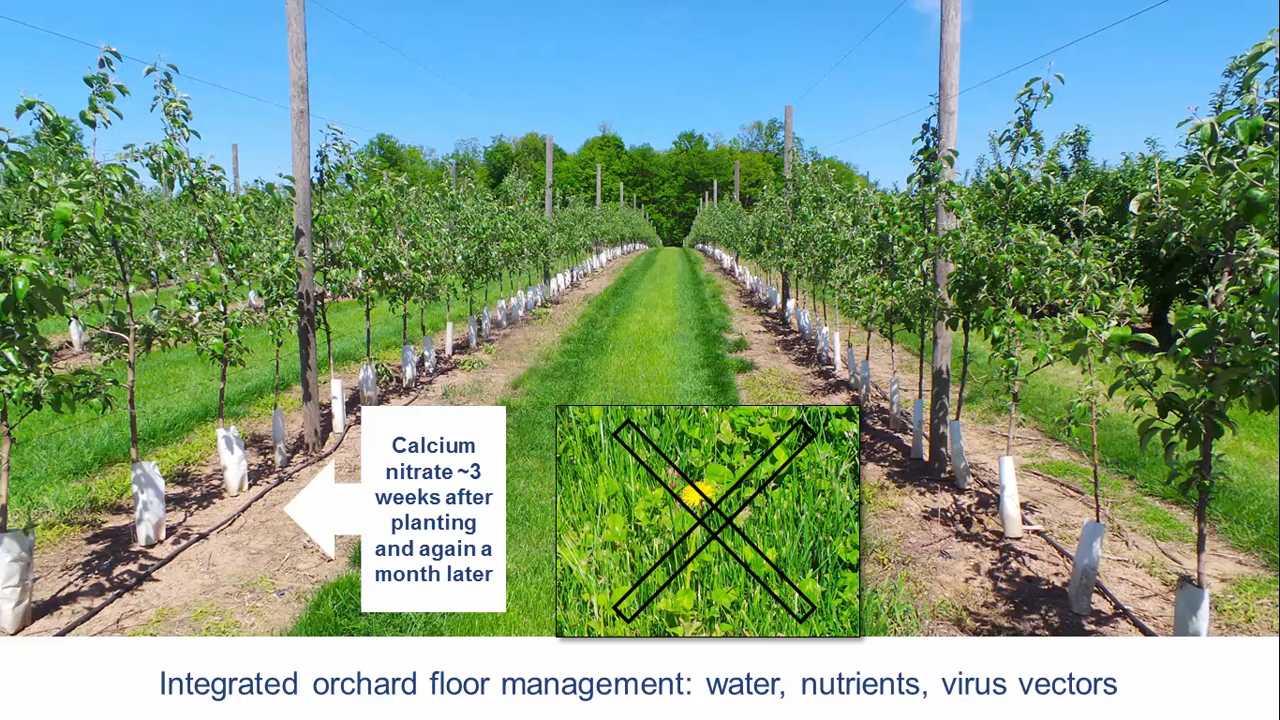 Calcium
nitrate ~3
weeks after
planting
and again a
month later
Integrated orchard floor management: water, nutrients, virus vectors